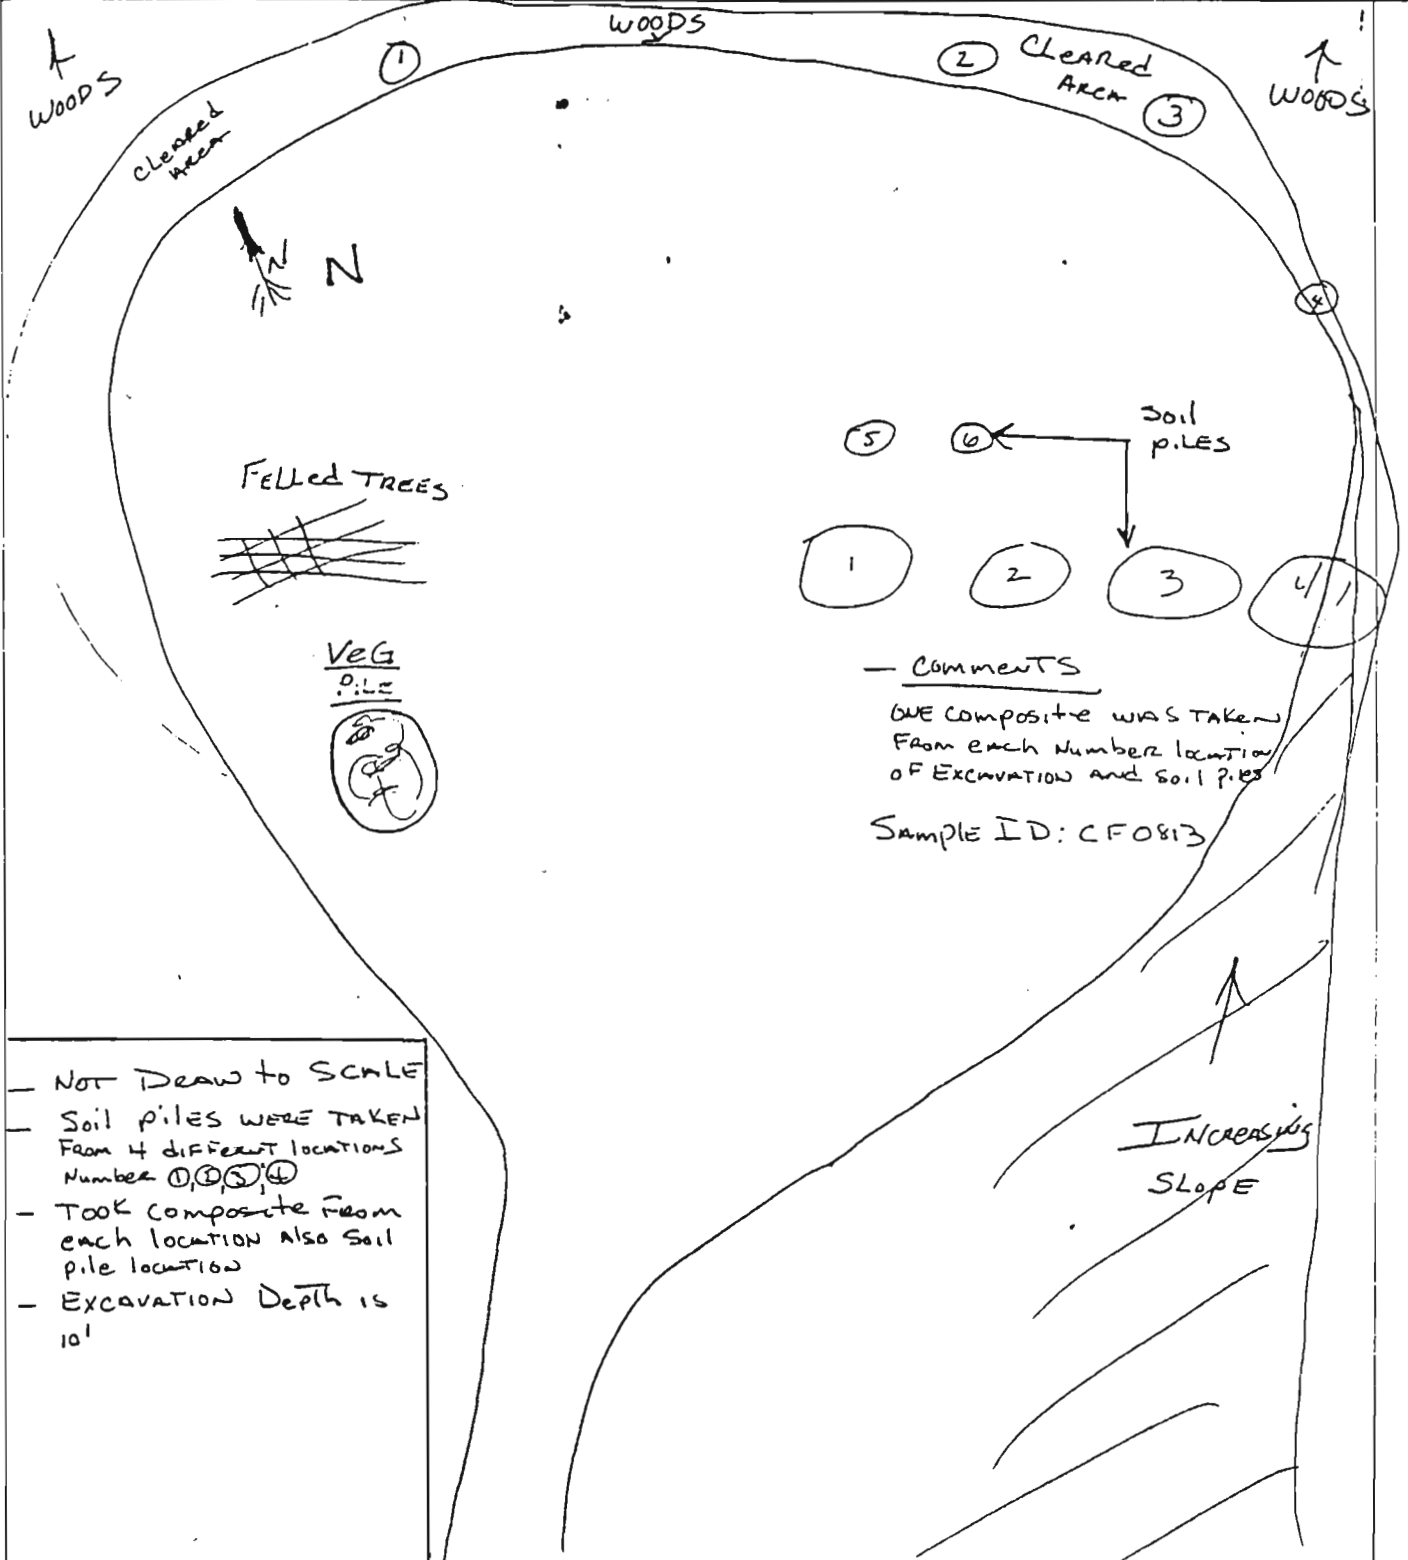 WOODS
WOODS
CLeARed
AREA
1
2
CLeARed
AREA
3
WOODS
N
N
4
Soil
piLES
5
6
FeLLed TREES
1
2
3
4
VeG
PiLE
— CommenTS
ONE Composite WAS TAKen
From each Number location
of EXCAVATION And Soil Piles
SAmpLE ID: CF0813
INCREASING
SLOPE
— NOT DRAW to SCALE
— Soil piles WERE TAKEN
From 4 different locations
Number ①,②,③,④
— TOOK Composite From
each location Also Soil
pile location
— EXCAVATION Depth is
10'